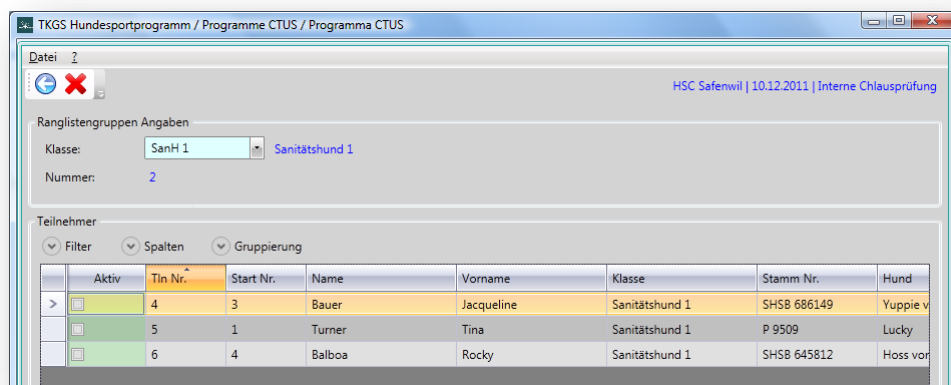 TKGS Hundesportprogramm / Programme CTUS / Programma CTUS
Datei ?
HSC Safenwil | 10.12.2011 | Interne Chlausprüfung
Ranglistengruppen Angaben
Klasse: SanH 1 Sanitätshund 1
Nummer: 2
Teilnehmer
Filter Spalten Gruppierung
Aktiv Tln Nr. Start Nr. Name Vorname Klasse Stamm Nr. Hund
> 4 3 Bauer Jacqueline Sanitätshund 1 SHSB 686149 Yuppie v
5 1 Turner Tina Sanitätshund 1 P 9509 Lucky
6 4 Balboa Rocky Sanitätshund 1 SHSB 645812 Hoss vor